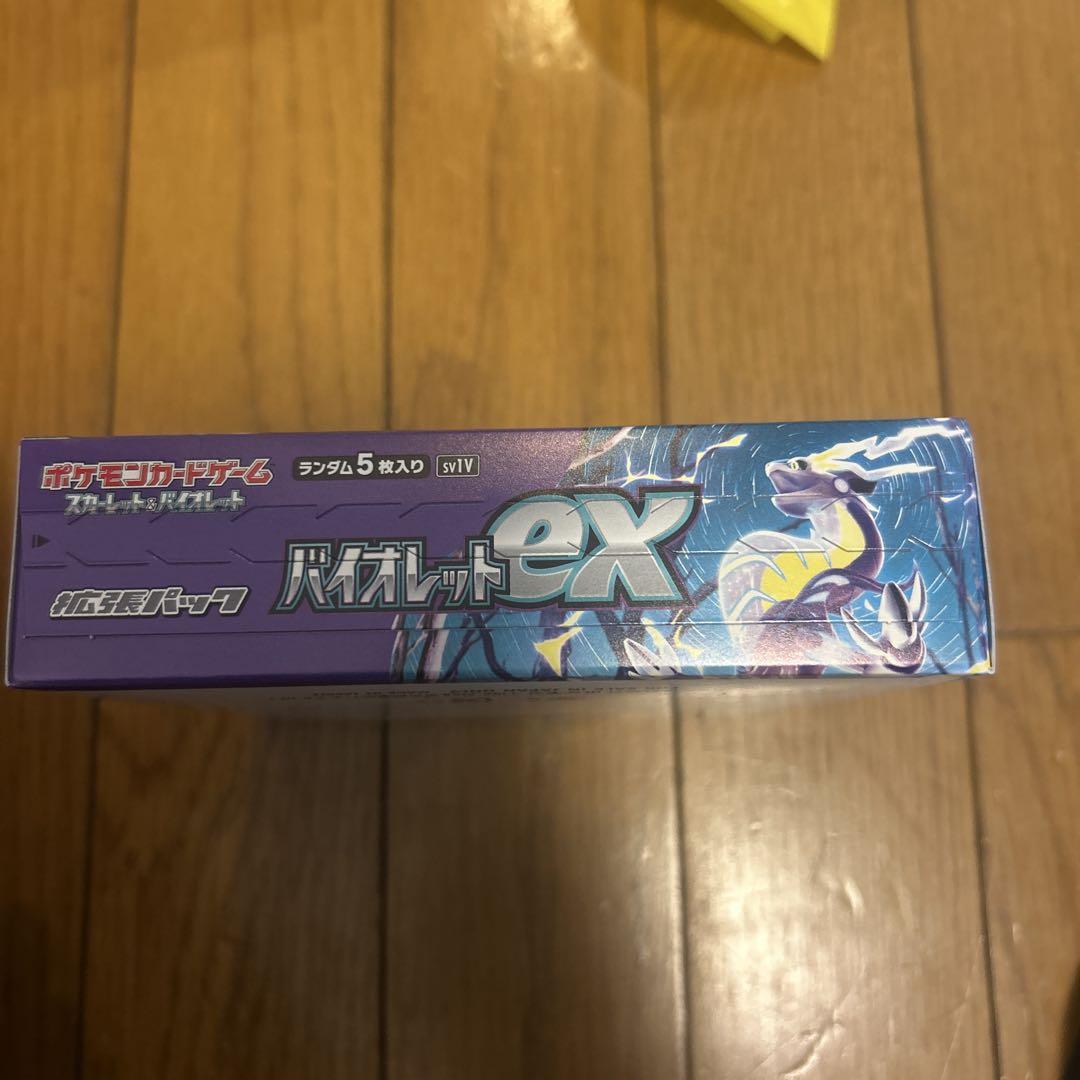 ポケモンカードゲーム
スカーレット&バイオレット
ランダム5枚入り
SV1V
バイオレットex
拡張パック